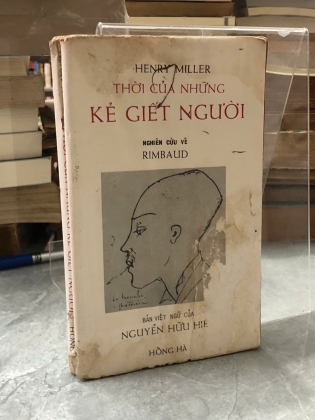 HENRY MILLER
THỜI CỦA NHỮNG
KẺ GIẾT NGƯỜI
NGHIÊN CỨU VỀ
RIMBAUD
BẢN VIỆT NGỮ CỦA
NGUYỄN HỮU HIE
HỒNG HÀ